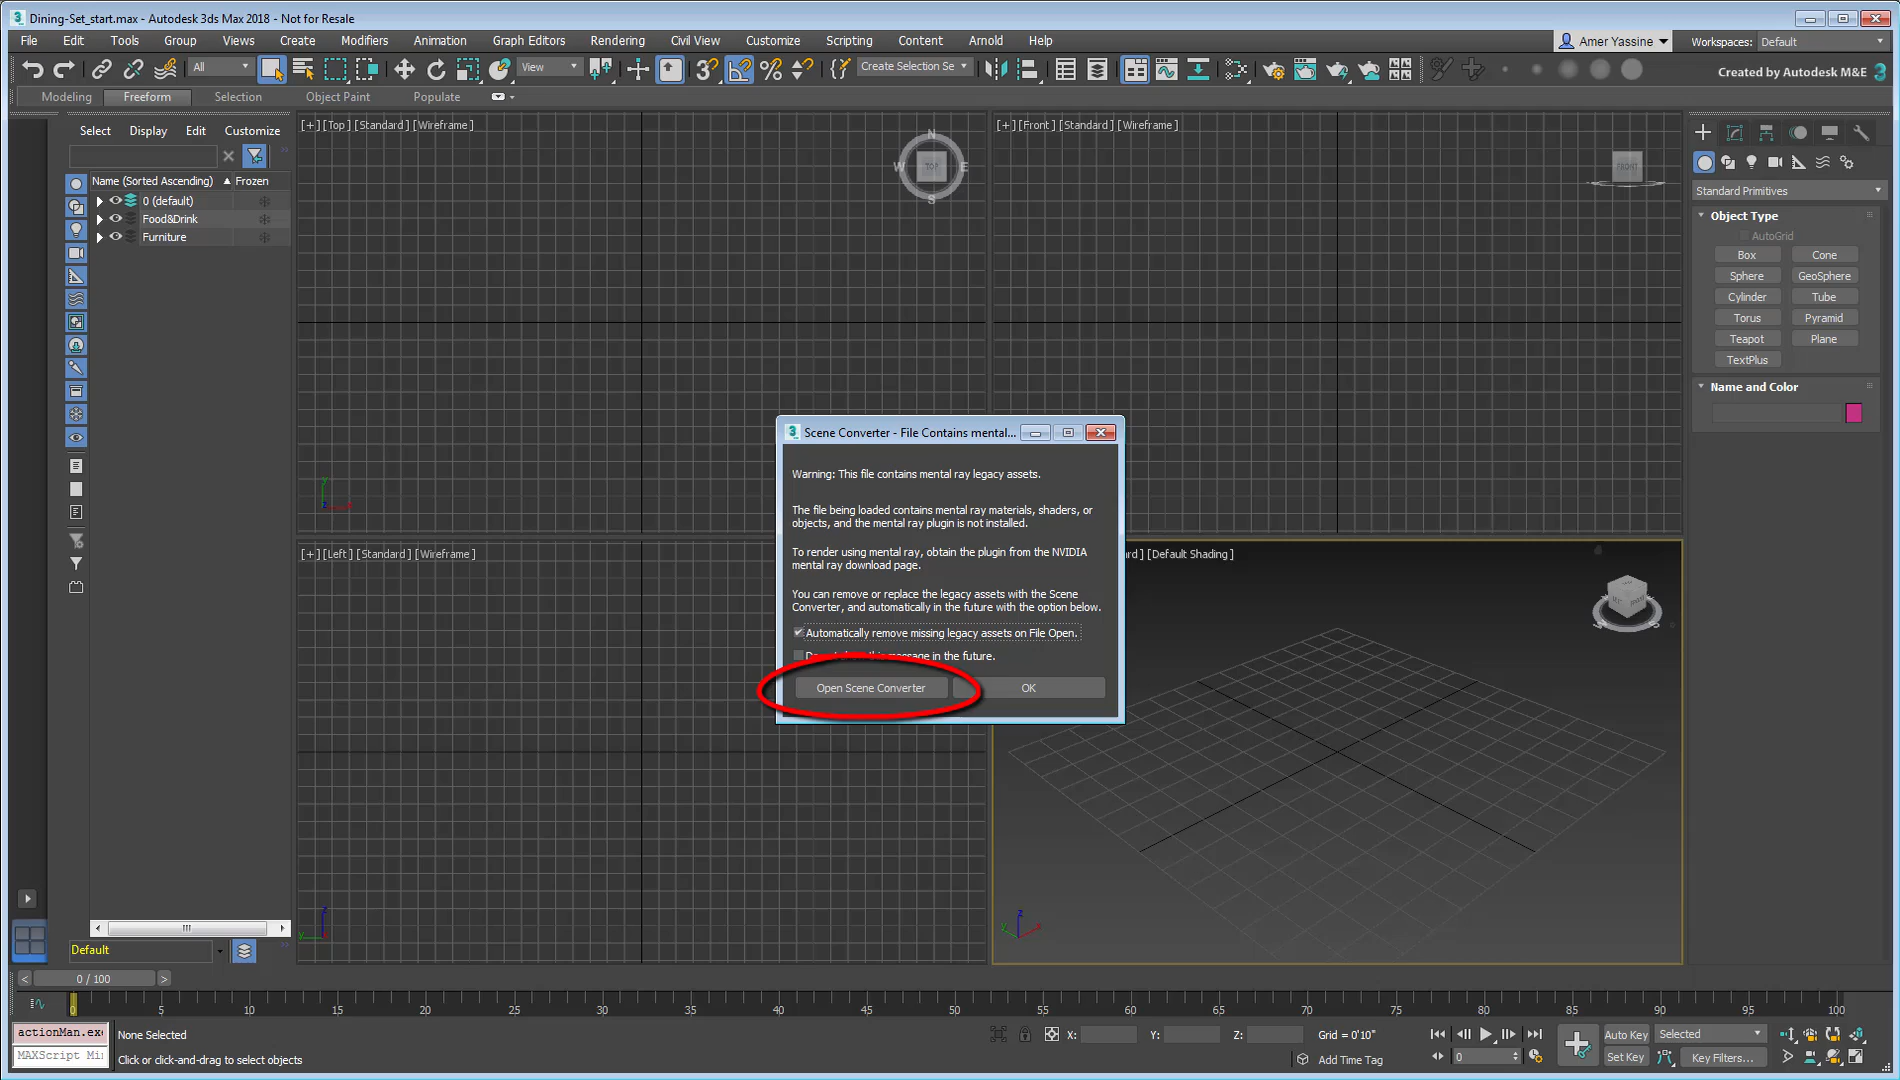 Dining-Set_start.max - Autodesk 3ds Max 2018 - Not for Resale
File Edit Tools Group Views Create Modifiers Animation Graph Editors Rendering Civil View Customize Scripting Content Arnold Help
Amer Yassine Workspaces: Default
All View Create Selection Se
Created by Autodesk M&E
Modeling Freeform Selection Object Paint Populate
Select Display Edit Customize
Name (Sorted Ascending) Frozen
0 (default)
Food&Drink
Furniture
[+] [Top ] [Standard ] [Wireframe ]
N
W TOP E
S
[+] [Front ] [Standard ] [Wireframe ]
FRONT
Standard Primitives
Object Type
AutoGrid
Box Cone
Sphere GeoSphere
Cylinder Tube
Torus Pyramid
Teapot Plane
TextPlus
Name and Color
Scene Converter - File Contains mental...
Warning: This file contains mental ray legacy assets.
The file being loaded contains mental ray materials, shaders, or
objects, and the mental ray plugin is not installed.
To render using mental ray, obtain the plugin from the NVIDIA
mental ray download page.
You can remove or replace the legacy assets with the Scene
Converter, and automatically in the future with the option below.
Automatically remove missing legacy assets on File Open.
message in the future.
Open Scene Converter OK
[+] [Left ] [Standard ] [Wireframe ]
[Default Shading ]
y x
z y
z y x
Default
0 / 100
0 5 10 15 20 25 30 35 40 45 50 55 60 65 70 75 80 85 90 95 100
actionMan.exe
MAXScript Mi
None Selected
Click or click-and-drag to select objects
X: Y: Z: Grid = 0'10"
Add Time Tag
0
Auto Key Selected
Set Key Key Filters...